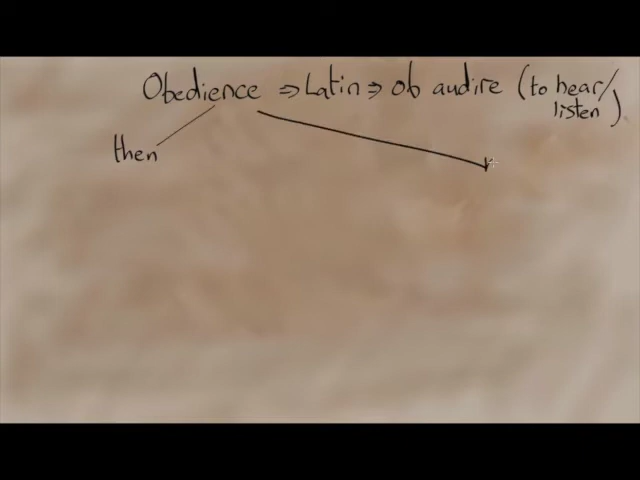 Obedience ⇒ Latin ⇒ ob audire (to hear/
listen)
then